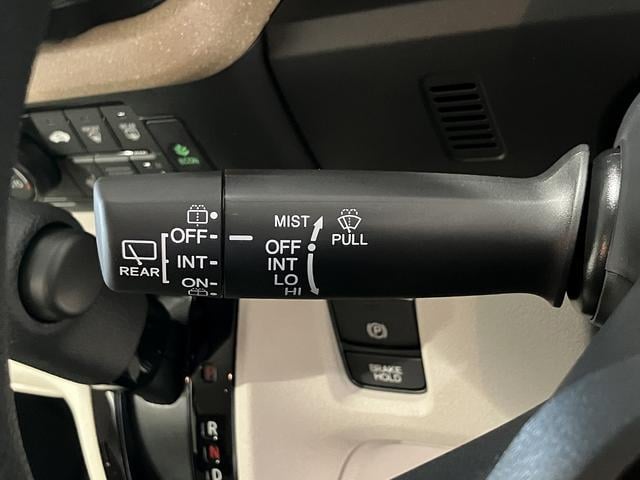 ECON
OFF
REAR
INT
ON
MIST
PULL
OFF
INT
LO
HI
BRAKE
HOLD
R
N
D